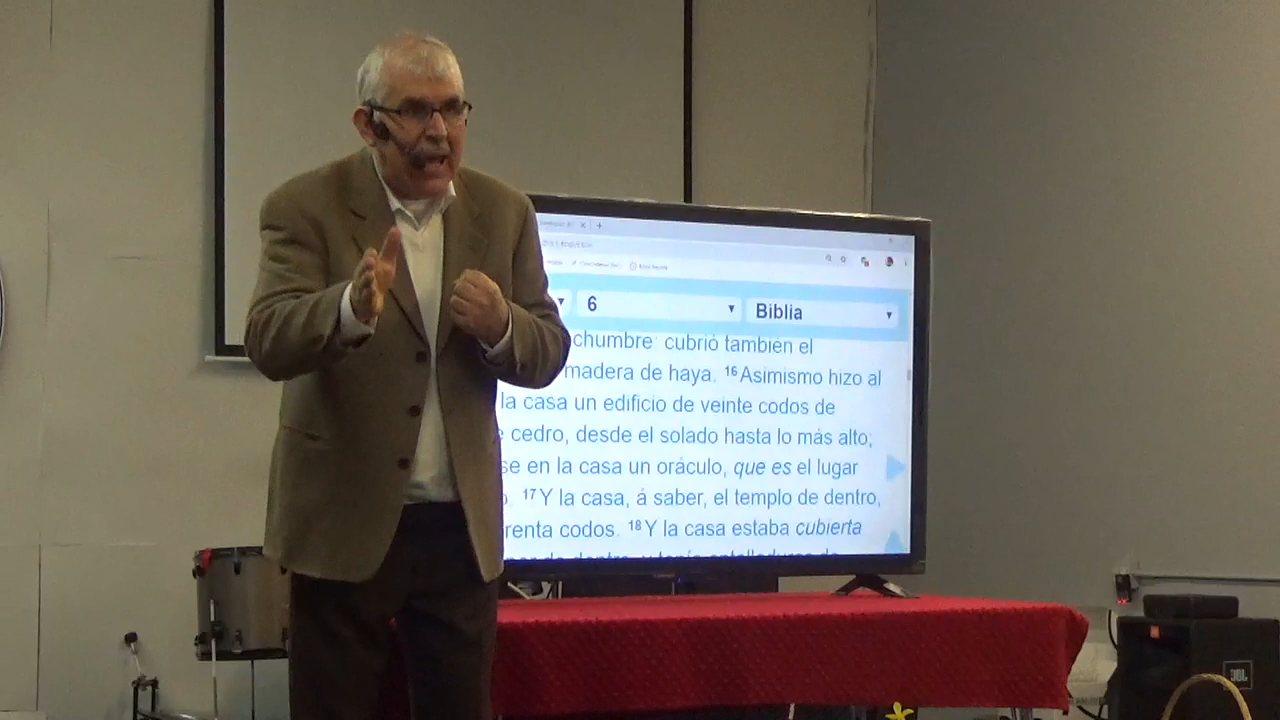 6
Biblia
chumbre: cubrió también el
madera de haya. 16 Asimismo hizo al
la casa un edificio de veinte codos de
cedro, desde el solado hasta lo más alto;
se en la casa un oráculo, que es el lugar
17 Y la casa, á saber, el templo de dentro,
renta codos. 18 Y la casa estaba cubierta
JBL